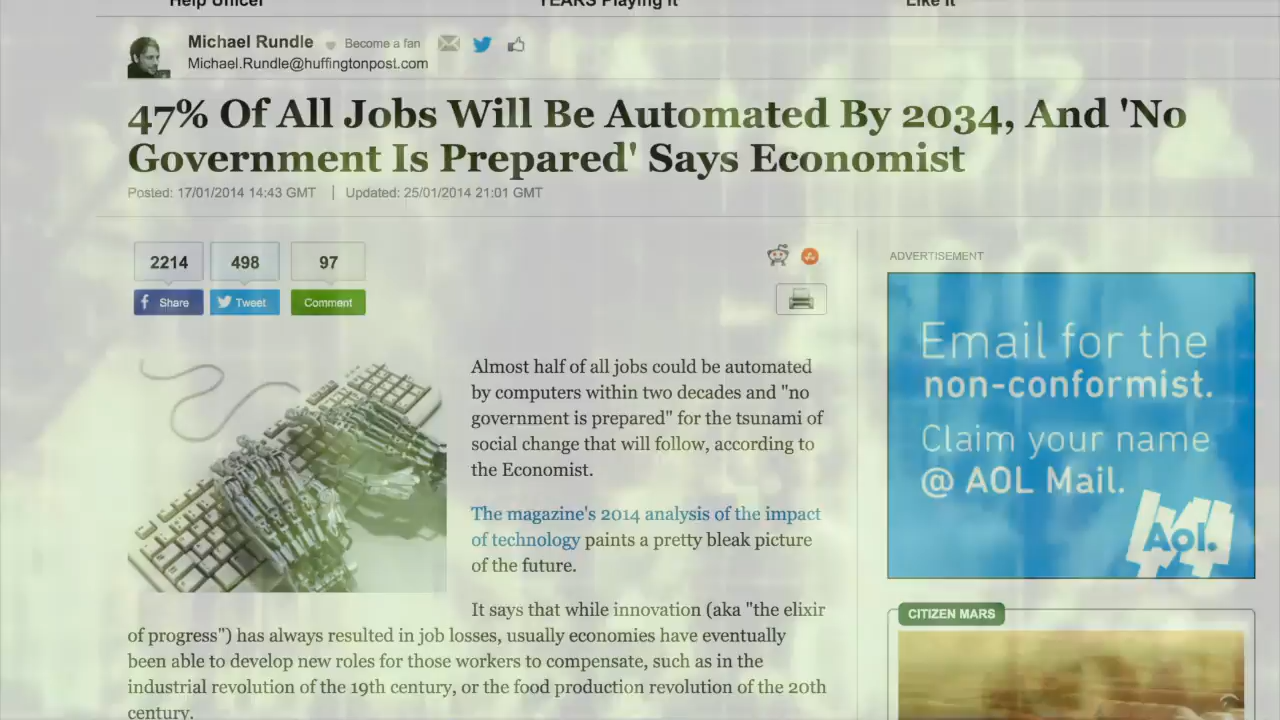 Help Officer
YEARS Playing It
Like It
Michael Rundle
Become a fan
Michael.Rundle@huffingtonpost.com
47% Of All Jobs Will Be Automated By 2034, And 'No
Government Is Prepared' Says Economist
Posted: 17/01/2014 14:43 GMT | Updated: 25/01/2014 21:01 GMT
2214
498
97
Share
Tweet
Comment
Almost half of all jobs could be automated
by computers within two decades and "no
government is prepared" for the tsunami of
social change that will follow, according to
the Economist.
The magazine's 2014 analysis of the impact
of technology paints a pretty bleak picture
of the future.
It says that while innovation (aka "the elixir
of progress") has always resulted in job losses, usually economies have eventually
been able to develop new roles for those workers to compensate, such as in the
industrial revolution of the 19th century, or the food production revolution of the 20th
century.
ADVERTISEMENT
Email for the
non-conformist.
Claim your name
@ AOL Mail.
Aol.
CITIZEN MARS